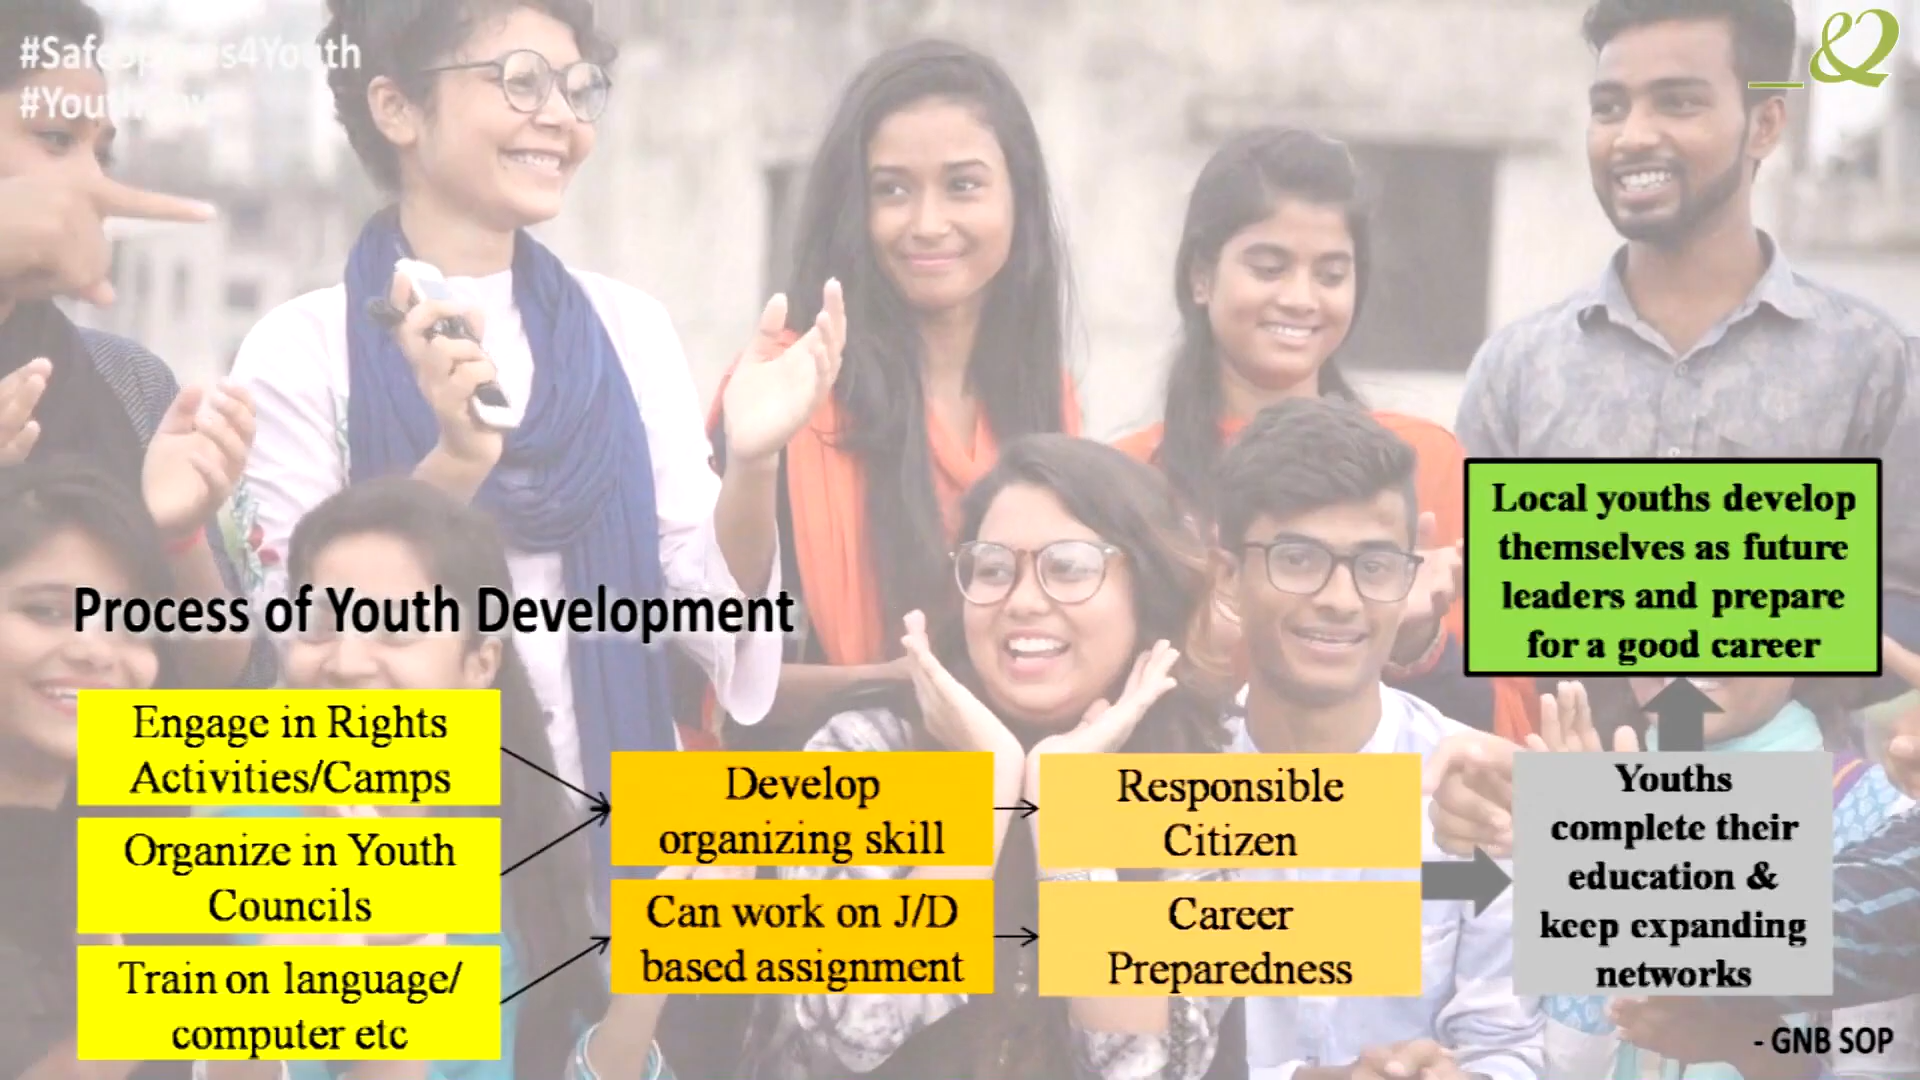 Process of Youth Development
Engage in Rights
Activities/Camps
Organize in Youth
Councils
Train on language/
computer etc
Develop
organizing skill
Can work on J/D
based assignment
Responsible
Citizen
Career
Preparedness
Youths
complete their
education &
keep expanding
networks
Local youths develop
themselves as future
leaders and prepare
for a good career
- GNB SOP